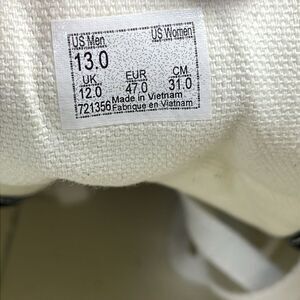 US Men US Women
13.0
UK EUR CM
12.0 47.0 31.0
721356 Made in Vietnam
Fabrique en Vietnam